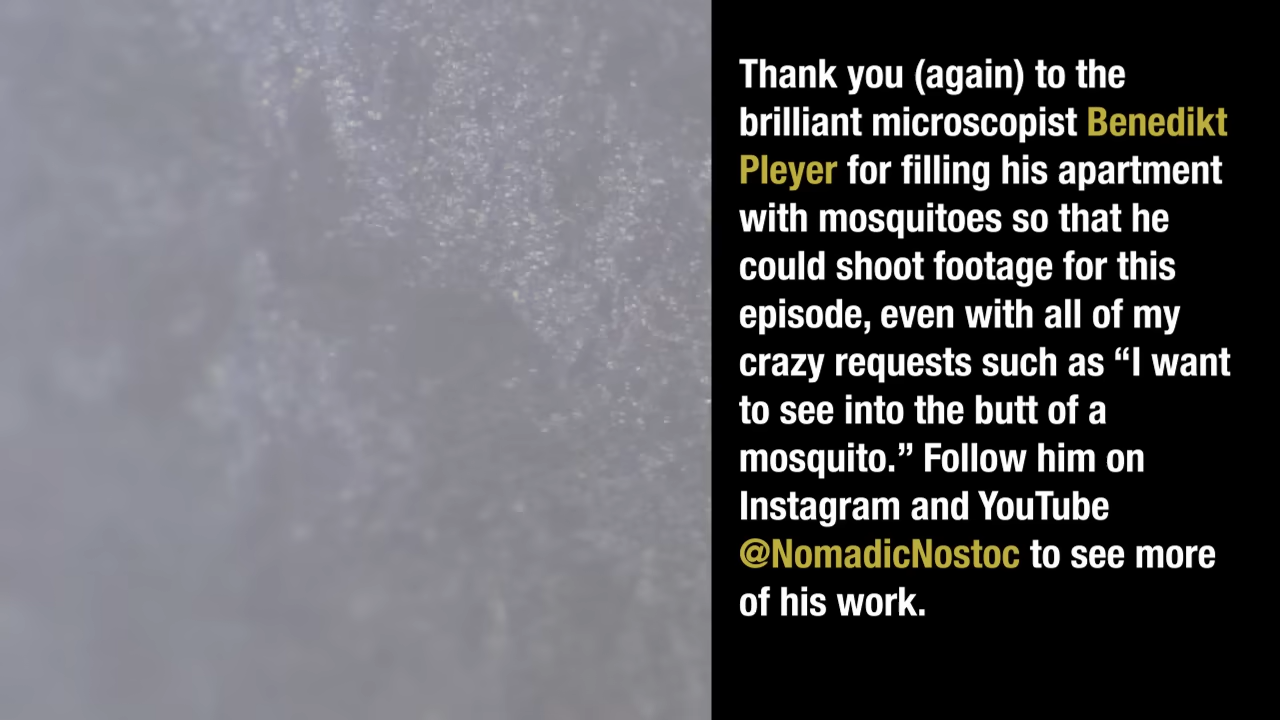 Thank you (again) to the
brilliant microscopist Benedikt
Pleyer for filling his apartment
with mosquitoes so that he
could shoot footage for this
episode, even with all of my
crazy requests such as “I want
to see into the butt of a
mosquito.” Follow him on
Instagram and YouTube
@NomadicNostoc to see more
of his work.